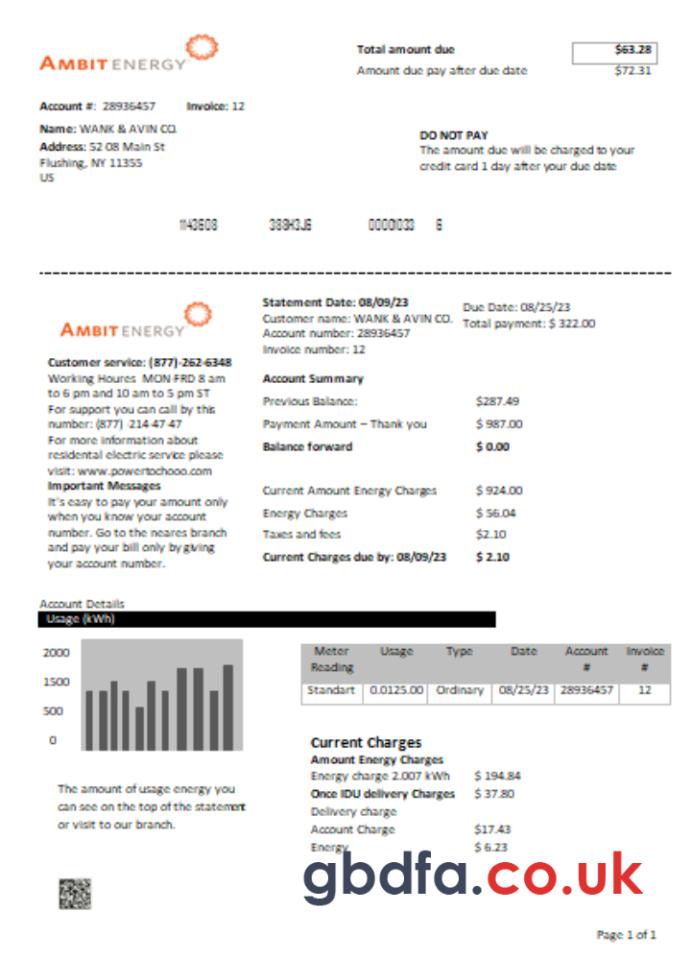 AMBIT ENERGY
Total amount due $63.28
Amount due pay after due date $72.31
Account #: 28936457 Invoice: 12
Name: WANK & AVIN CO.
Address: 52 08 Main St
Flushing, NY 11355
US
DO NOT PAY
The amount due will be charged to your
credit card 1 day after your due date
1143608 389H3J6 00001033 6
AMBIT ENERGY
Customer service: (877)-262-6348
Working Houres MON-FRD 8 am
to 6 pm and 10 am to 5 pm ST
For support you can call by this
number: (877) -214-47-47
For more information about
residental electric service please
visit: www.powertochooo.com
Important Messages
It's easy to pay your amount only
when you know your account
number. Go to the neares branch
and pay your bill only by giving
your account number.
Statement Date: 08/09/23
Customer name: WANK & AVIN CO.
Account number: 28936457
Invoice number: 12
Due Date: 08/25/23
Total payment: $ 322.00
Account Summary
Previous Balance: $287.49
Payment Amount – Thank you $ 987.00
Balance forward $ 0.00
Current Amount Energy Charges $ 924.00
Energy Charges $ 56.04
Taxes and fees $2.10
Current Charges due by: 08/09/23 $ 2.10
Account Details
Usage (kWh)
2000
1500
500
0
The amount of usage energy you
can see on the top of the statement
or visit to our branch.
Meter Reading Usage Type Date Account # Invoice #
Standart 0.0125.00 Ordinary 08/25/23 28936457 12
Current Charges
Amount Energy Charges
Energy charge 2.007 kWh $ 194.84
Once IDU delivery Charges $ 37.80
Delivery charge
Account Charge $17.43
Energy $ 6.23
gbdfa.co.uk
Page 1 of 1